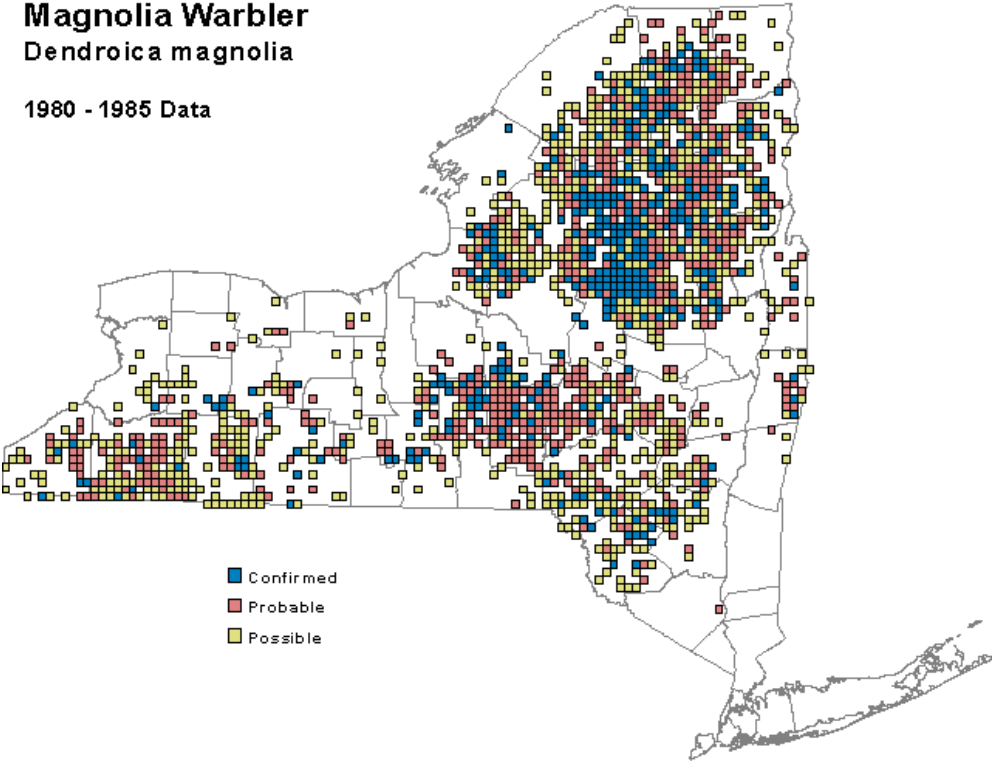 Magnolia Warbler
Dendroica magnolia
1980 - 1985 Data
Confirmed
Probable
Possible